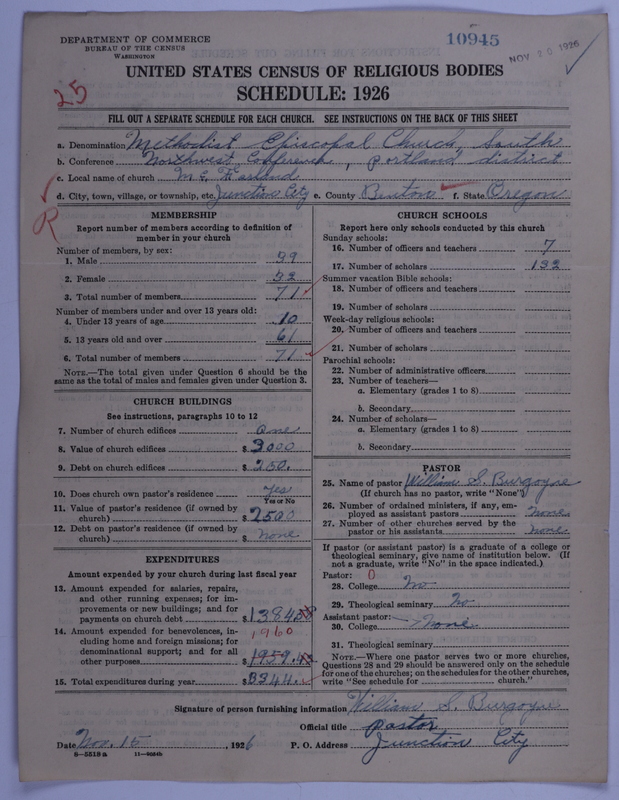 DEPARTMENT OF COMMERCE
BUREAU OF THE CENSUS
WASHINGTON
10945
NOV 20 1926
UNITED STATES CENSUS OF RELIGIOUS BODIES
SCHEDULE: 1926
25
FILL OUT A SEPARATE SCHEDULE FOR EACH CHURCH. SEE INSTRUCTIONS ON THE BACK OF THIS SHEET
a. Denomination Methodist Episcopal Church, South
b. Conference Northwest Conference, Portland district
c. Local name of church M. E. Harland
d. City, town, village, or township, etc. Junction City e. County Benton f. State Oregon
R
MEMBERSHIP
Report number of members according to definition of
member in your church
Number of members, by sex:
1. Male
2. Female
3. Total number of members 71
Number of members under and over 13 years old:
4. Under 13 years of age 10
5. 13 years old and over 61
6. Total number of members 71
NOTE.—The total given under Question 6 should be the
same as the total of males and females given under Question 3.
CHURCH BUILDINGS
See instructions, paragraphs 10 to 12
7. Number of church edifices One
8. Value of church edifices $ 3000
9. Debt on church edifices $ 250.
10. Does church own pastor's residence yes
Yes or No
11. Value of pastor's residence (if owned by
church) $ 2500
12. Debt on pastor's residence (if owned by
church) $ none
EXPENDITURES
Amount expended by your church during last fiscal year
13. Amount expended for salaries, repairs,
and other running expenses; for im-
provements or new buildings; and for
payments on church debt $ 1384
14. Amount expended for benevolences, in-
cluding home and foreign missions; for
denominational support; and for all
other purposes $ 1959.
1960
15. Total expenditures during year $ 3344.
CHURCH SCHOOLS
Report here only schools conducted by this church
Sunday schools:
16. Number of officers and teachers 7
17. Number of scholars 132
Summer vacation Bible schools:
18. Number of officers and teachers
19. Number of scholars
Week-day religious schools:
20. Number of officers and teachers
21. Number of scholars
Parochial schools:
22. Number of administrative officers
23. Number of teachers—
a. Elementary (grades 1 to 8)
b. Secondary
24. Number of scholars—
a. Elementary (grades 1 to 8)
b. Secondary
PASTOR
25. Name of pastor William S. Burgoyne
(If church has no pastor, write "None")
26. Number of ordained ministers, if any, em-
ployed as assistant pastors None
27. Number of other churches served by the
pastor or his assistants none
If pastor (or assistant pastor) is a graduate of a college or
theological seminary, give name of institution below. (If
not a graduate, write "No" in the space indicated.)
Pastor: 0
28. College No
29. Theological seminary No
Assistant pastor:
30. College None
31. Theological seminary
NOTE.—Where one pastor serves two or more churches,
Questions 28 and 29 should be answered only on the schedule
for one of the churches; on the schedules for the other churches,
write "See schedule for church."
Signature of person furnishing information William S. Burgoyne
Official title Pastor
Date Nov. 15, 1926 P. O. Address Junction City
8—5518a 11—9024b